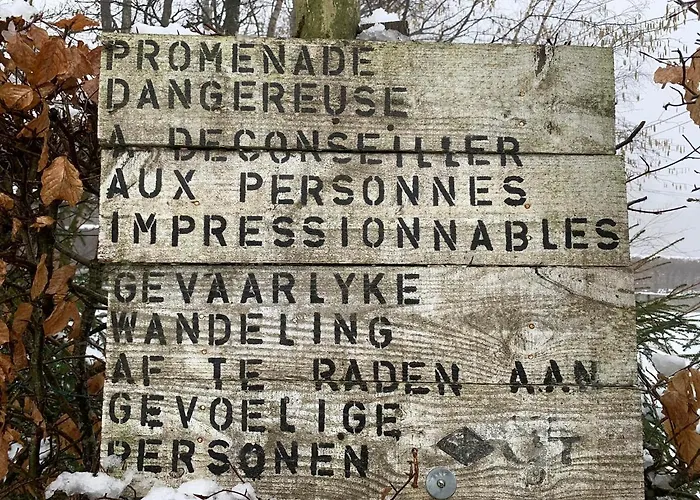 PROMENADE
DANGEREUSE
A DECONSEILLER
AUX PERSONNES
IMPRESSIONNABLES
GEVAARLYKE
WANDELING
AF TE RADEN AAN
GEVOELIGE
PERSONEN